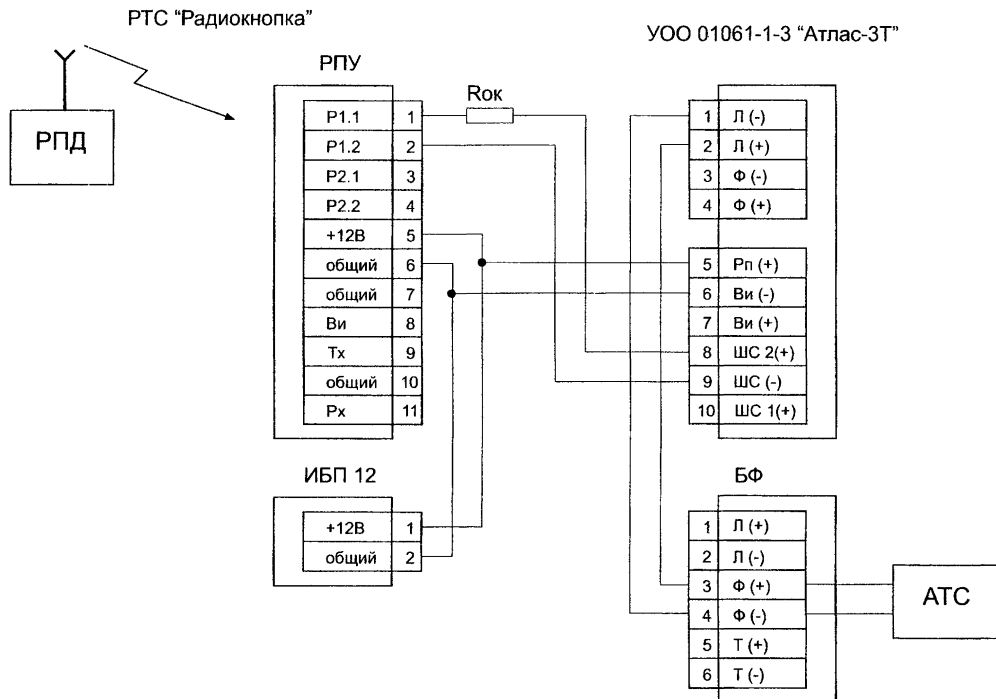 РТС “Радиокнопка”
УОО 01061-1-3 “Атлас-3Т”
РПД
РПУ
Р1.1 1
Р1.2 2
Р2.1 3
Р2.2 4
+12В 5
общий 6
общий 7
Ви 8
Тх 9
общий 10
Рх 11
Rок
1 Л (-)
2 Л (+)
3 Ф (-)
4 Ф (+)
5 Рп (+)
6 Ви (-)
7 Ви (+)
8 ШС 2(+)
9 ШС (-)
10 ШС 1(+)
ИБП 12
+12В 1
общий 2
БФ
1 Л (+)
2 Л (-)
3 Ф (+)
4 Ф (-)
5 Т (+)
6 Т (-)
АТС